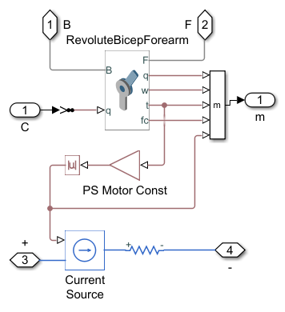 1
B
F
2
RevoluteBicepForearm
B
F
q
w
t
fc
q
m
1
C
1
m
|u|
PS Motor Const
+
3
+
-
4
-
Current
Source